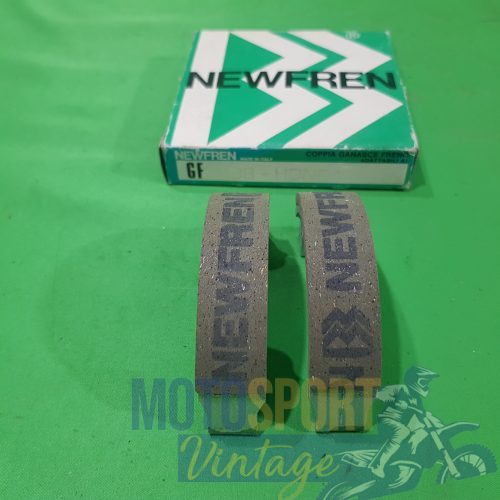 NEWFREN
NEWFREN
MADE IN ITALY
COPPIA GANASCE FRENO
GF
NEWFREN
NEWFREN
MOTOSPORT
Vintage